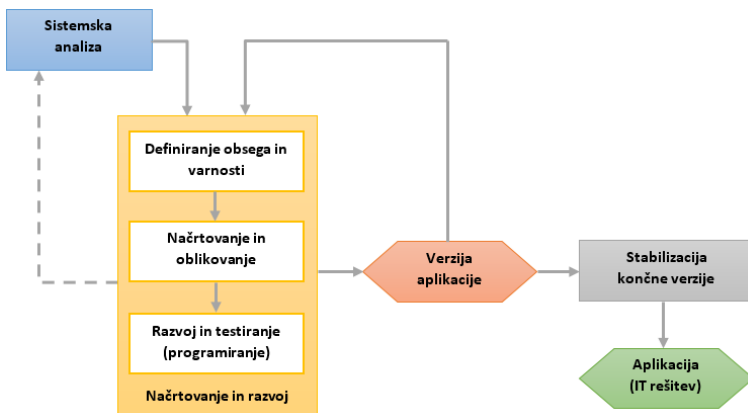 Sistemska
analiza
Definiranje obsega in
varnosti
Načrtovanje in
oblikovanje
Razvoj in testiranje
(programiranje)
Načrtovanje in razvoj
Verzija
aplikacije
Stabilizacija
končne verzije
Aplikacija
(IT rešitev)